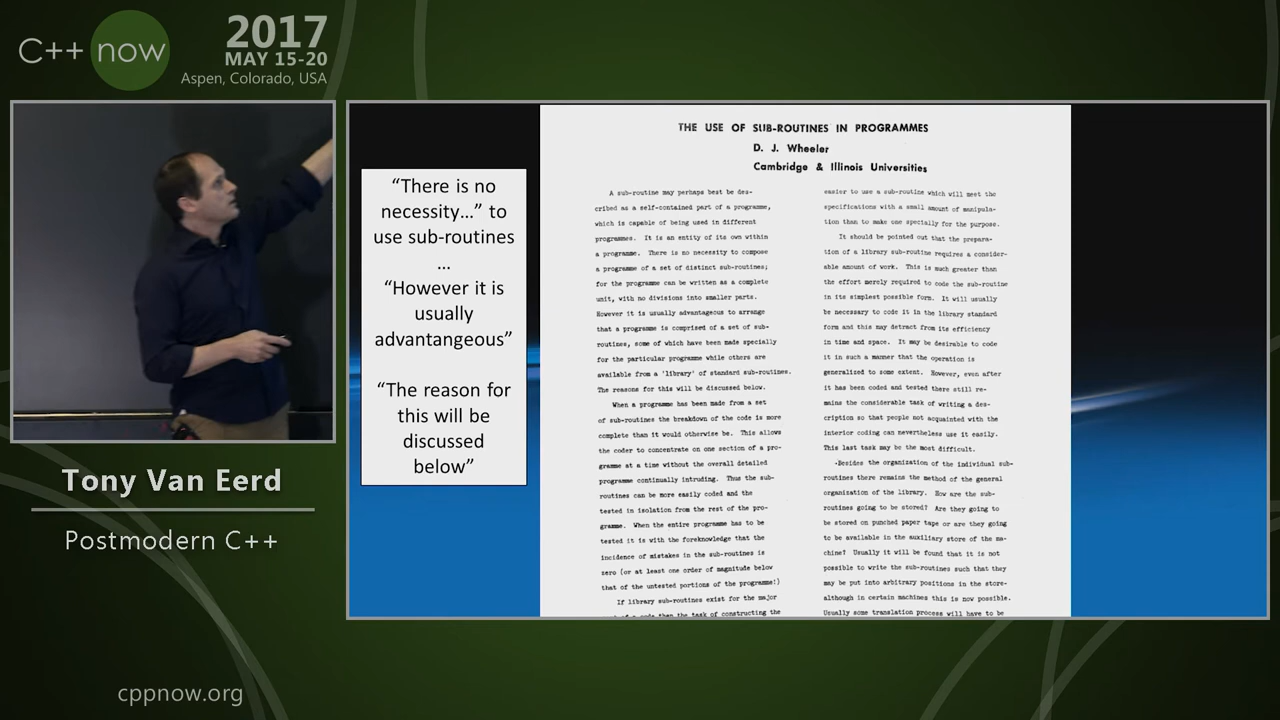 C++ now
2017
MAY 15-20
Aspen, Colorado, USA
Tony Van Eerd
Postmodern C++
cppnow.org
“There is no
necessity...” to
use sub-routines
...
“However it is
usually
advantangeous”
“The reason for
this will be
discussed
below”
THE USE OF SUB-ROUTINES IN PROGRAMMES
D. J. Wheeler
Cambridge & Illinois Universities
A sub-routine may perhaps best be des-
cribed as a self-contained part of a programme,
which is capable of being used in different
programmes. It is an entity of its own within
a programme. There is no necessity to compose
a programme of a set of distinct sub-routines;
for the programme can be written as a complete
unit, with no divisions into smaller parts.
However it is usually advantageous to arrange
that a programme is comprised of a set of sub-
routines, some of which have been made specially
for the particular programme while others are
available from a 'library' of standard sub-routines.
The reasons for this will be discussed below.
When a programme has been made from a set
of sub-routines the breakdown of the code is more
complete than it would otherwise be. This allows
the coder to concentrate on one section of a pro-
gramme at a time without the overall detailed
programme continually intruding. Thus the sub-
routines can be more easily coded and the
tested in isolation from the rest of the pro-
gramme. When the entire programme has to be
tested it is with the foreknowledge that the
incidence of mistakes in the sub-routines is
zero (or at least one order of magnitude below
that of the untested portions of the programme!)
If library sub-routines exist for the major
of a code then the task of constructing the
easier to use a sub-routine which will meet the
specifications with a small amount of manipula-
tion than to make one specially for the purpose.
It should be pointed out that the prepara-
tion of a library sub-routine requires a consider-
able amount of work. This is much greater than
the effort merely required to code the sub-routine
in its simplest possible form. It will usually
be necessary to code it in the library standard
form and this may detract from its efficiency
in time and space. It may be desirable to code
it in such a manner that the operation is
generalized to some extent. However, even after
it has been coded and tested there still re-
mains the considerable task of writing a des-
cription so that people not acquainted with the
interior coding can nevertheless use it easily.
This last task may be the most difficult.
Besides the organization of the individual sub-
routines there remains the method of the general
organization of the library. How are the sub-
routines going to be stored? Are they going to
be stored on punched paper tape or are they going
to be available in the auxiliary store of the ma-
chine? Usually it will be found that it is not
possible to write the sub-routines such that they
may be put into arbitrary positions in the store-
although in certain machines this is now possible.
Usually some translation process will have to be